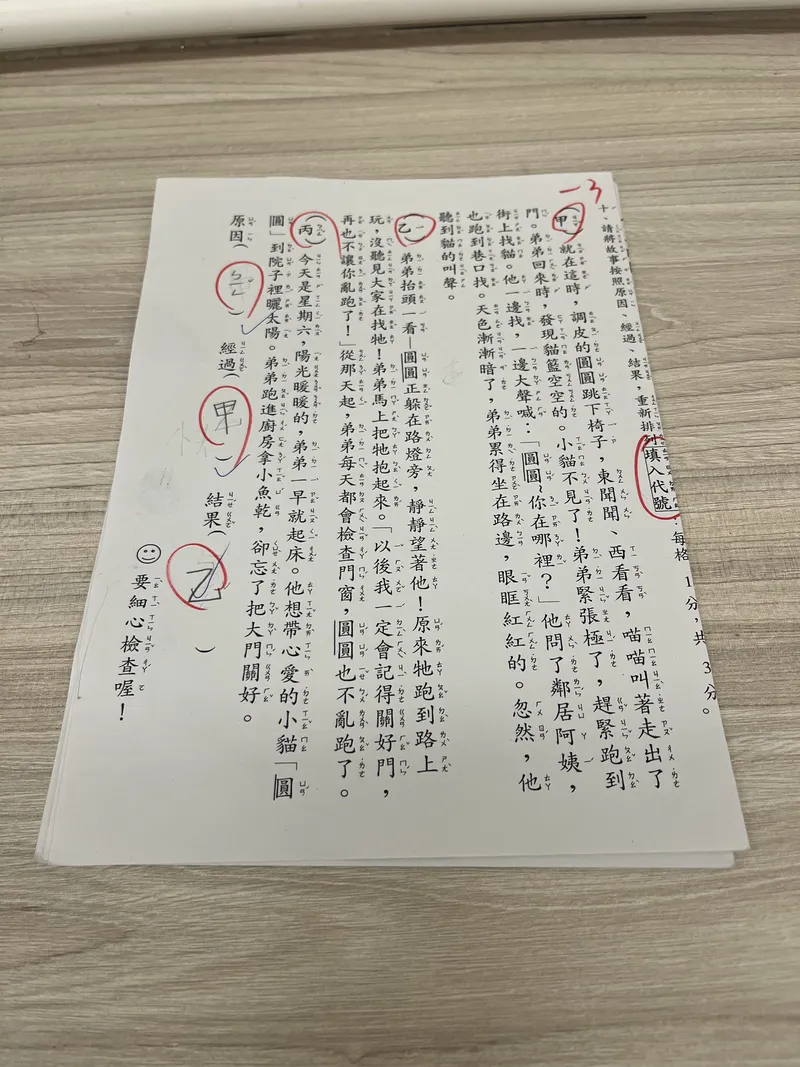 -3
十、請將故事按照原因、經過、結果,重新排列填入代號。每格1分,共3分。
(甲)就在這時,調皮的圓圓跳下椅子,東聞聞、西看看,喵喵叫著走出了
門。弟弟回來時,發現貓籃空空的。小貓不見了!弟弟緊張極了,趕緊跑到
街上找貓。他一邊找,一邊大聲喊:「圓圓~你在哪裡?」他問了鄰居阿姨,
也跑到巷口找。天色漸漸暗了,弟弟累得坐在路邊,眼眶紅紅的。忽然,他
聽到貓的叫聲。
(乙)弟弟抬頭一看—圓圓正躲在路燈旁,靜靜望著他!原來牠跑到路上
玩,沒聽見大家在找牠!弟弟馬上把牠抱起來。「以後我一定會記得關好門,
再也不讓你亂跑了!」從那天起,弟弟每天都會檢查門窗,圓圓也不亂跑了。
(丙)今天是星期六,陽光暖暖的,弟弟一早就起床。他想帶心愛的小貓「圓
圓」到院子裡曬太陽。弟弟跑進廚房拿小魚乾,卻忘了把大門關好。
原因(ㄅㄧㄥˇ) 經過(甲) 結果(乙)
☺要細心檢查喔!